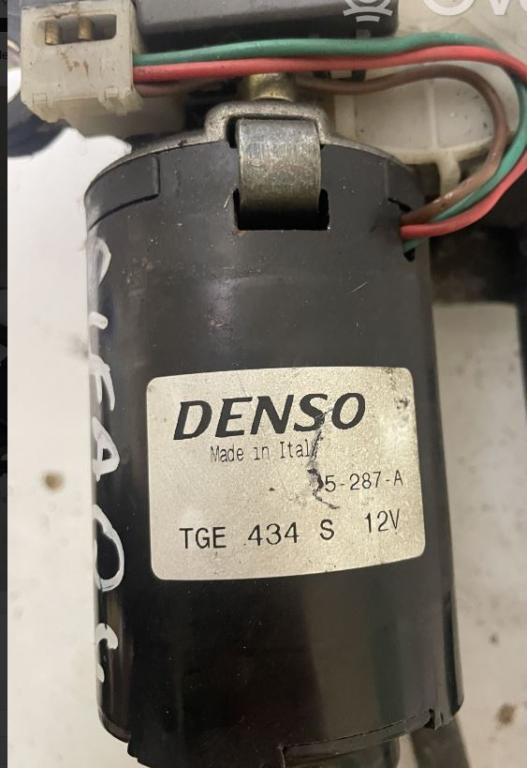 DENSO
Made in Ital
5-287-A
TGE 434 S 12V